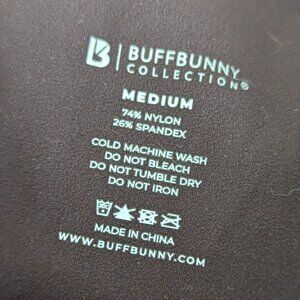 BUFFBUNNY
COLLECTION®
MEDIUM
74% NYLON
26% SPANDEX
COLD MACHINE WASH
DO NOT BLEACH
DO NOT TUMBLE DRY
DO NOT IRON
MADE IN CHINA
WWW.BUFFBUNNY.COM